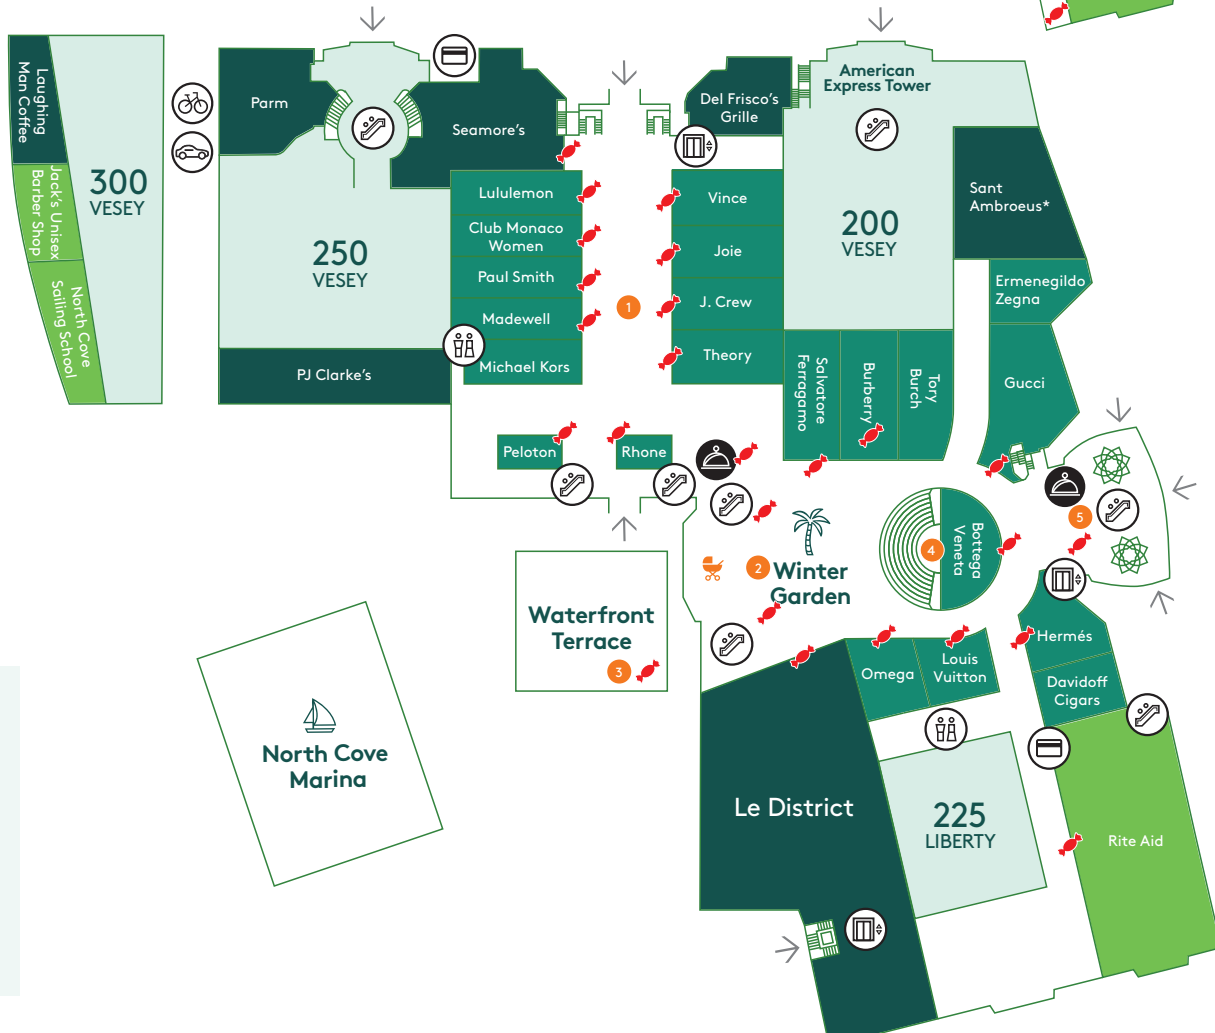 Laughing
Man Coffee
Jack's Unisex
Barber Shop
North Cove
Sailing School
300
VESEY
Parm
Seamore's
250
VESEY
PJ Clarke's
Lululemon
Club Monaco
Women
Paul Smith
Madewell
Michael Kors
Peloton
Rhone
1
Del Frisco's
Grille
American
Express Tower
Vince
Joie
J. Crew
Theory
200
VESEY
Sant
Ambroeus*
Ermenegildo
Zegna
Gucci
Salvatore
Ferragamo
Burberry
Tory
Burch
5
4
Bottega
Veneta
2
Winter
Garden
Waterfront
Terrace
3
Hermés
Davidoff
Cigars
Omega
Louis
Vuitton
North Cove
Marina
Le District
225
LIBERTY
Rite Aid